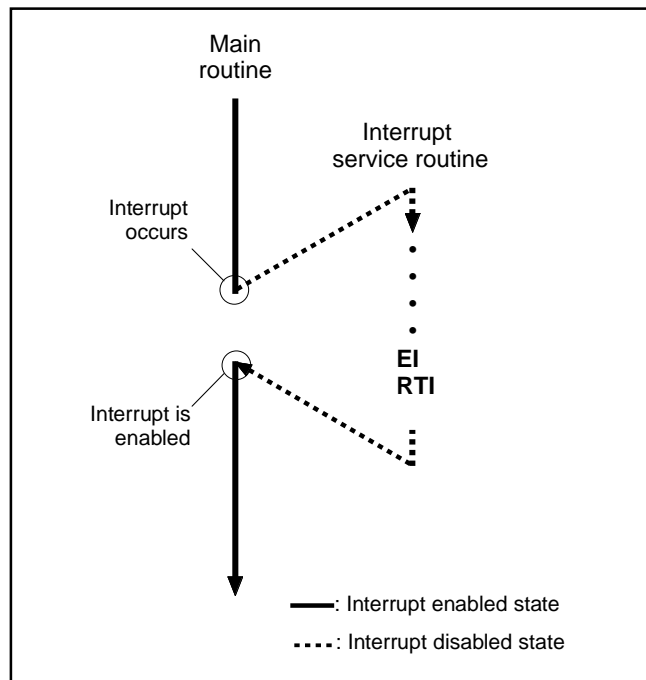 Main
routine
Interrupt
service routine
Interrupt
occurs
EI
RTI
Interrupt is
enabled
: Interrupt enabled state
: Interrupt disabled state